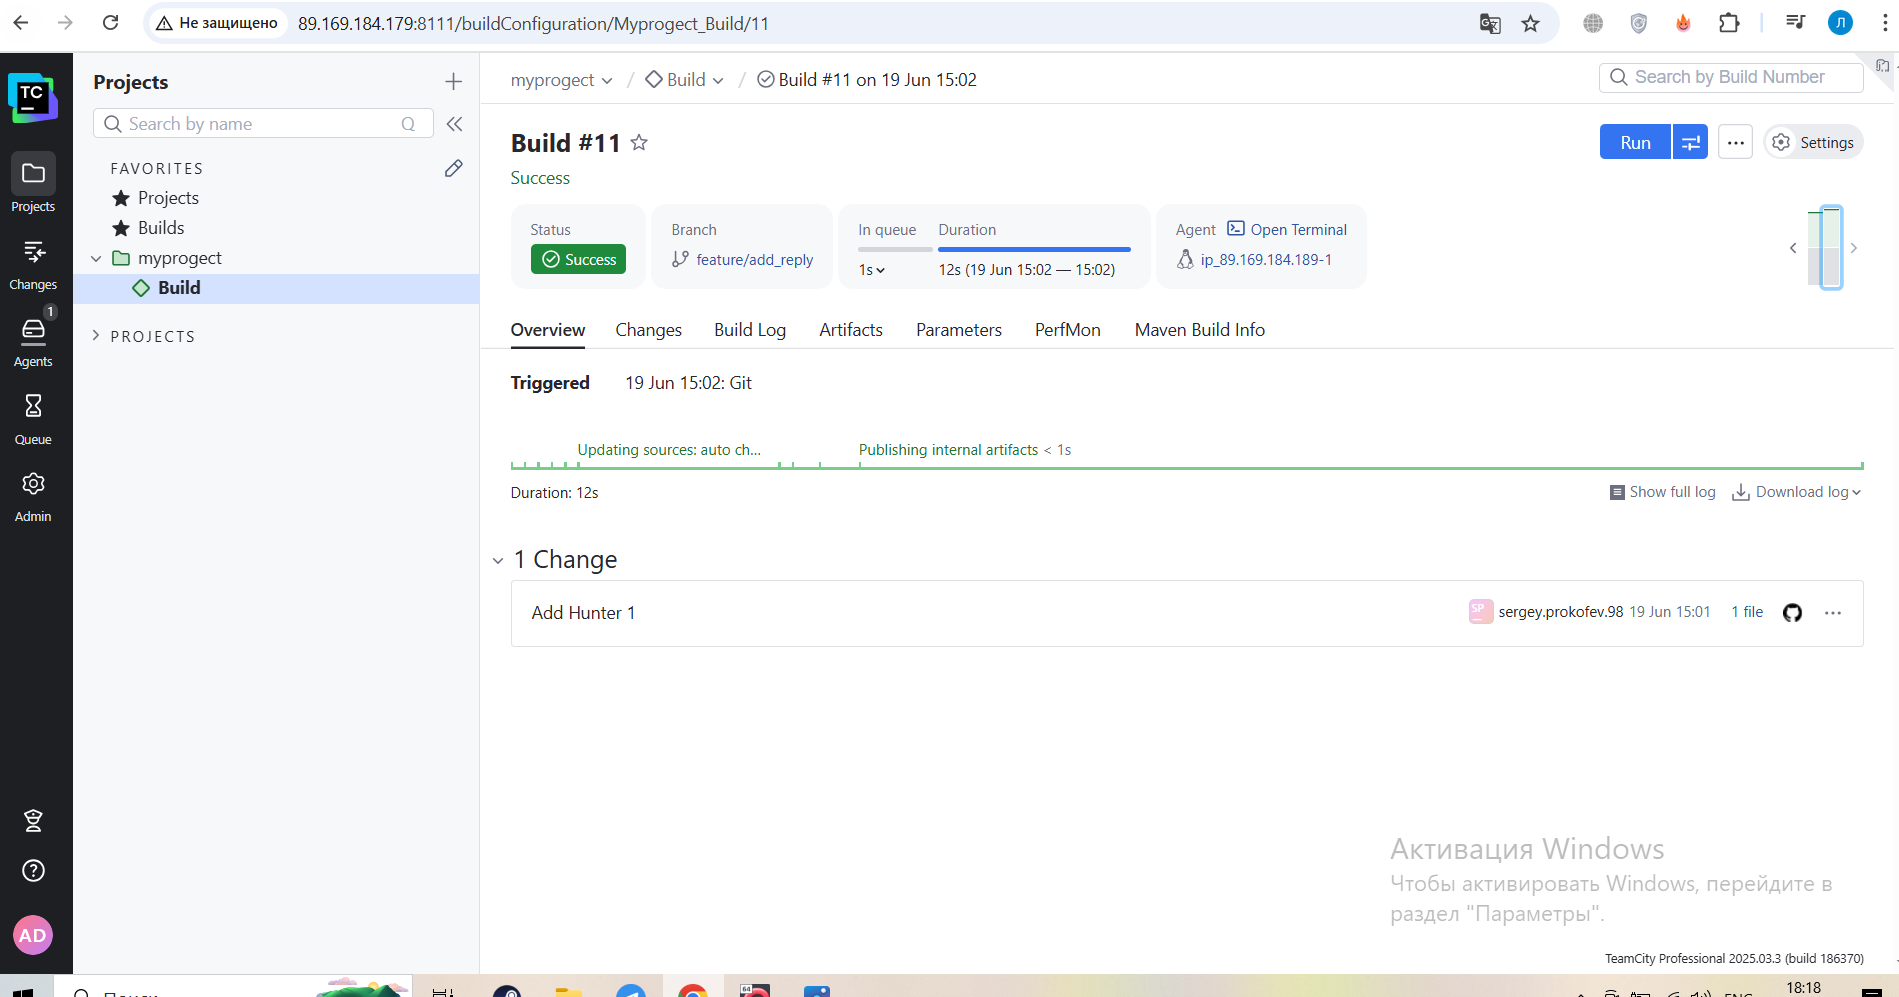 Не защищено
89.169.184.179:8111/buildConfiguration/Myprogect_Build/11
Л
TC
Projects
Search by name
Q
FAVORITES
Projects
Builds
myprogect
Build
PROJECTS
Projects
Changes
1
Agents
Queue
Admin
AD
myprogect / Build / Build #11 on 19 Jun 15:02
Search by Build Number
Build #11
Run
Settings
Success
Status
Success
Branch
feature/add_reply
In queue
1s
Duration
12s (19 Jun 15:02 — 15:02)
Agent Open Terminal
ip_89.169.184.189-1
Overview Changes Build Log Artifacts Parameters PerfMon Maven Build Info
Triggered 19 Jun 15:02: Git
Updating sources: auto ch... Publishing internal artifacts < 1s
Duration: 12s
Show full log Download log
1 Change
Add Hunter 1
SP
sergey.prokofev.98 19 Jun 15:01 1 file
Активация Windows
Чтобы активировать Windows, перейдите в
раздел "Параметры".
TeamCity Professional 2025.03.3 (build 186370)
64
18:18